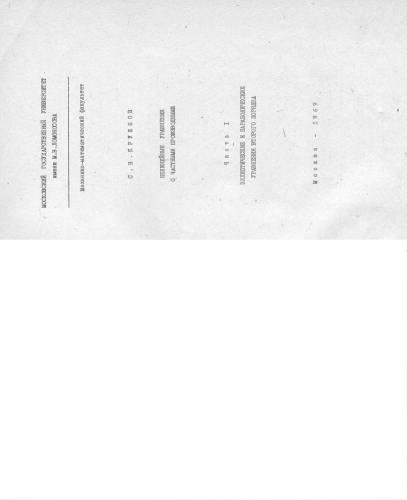 МОСКОВСКИЙ ГОСУДАРСТВЕННЫЙ УНИВЕРСИТЕТ
имени М.В.ЛОМОНОСОВА
Механико-математический факультет
С.Н.КРУЖКОВ
НЕЛИНЕЙНЫЕ УРАВНЕНИЯ
С ЧАСТНЫМИ ПРОИЗВОДНЫМИ
Часть I
ЭЛЛИПТИЧЕСКИЕ И ПАРАБОЛИЧЕСКИЕ
УРАВНЕНИЯ ВТОРОГО ПОРЯДКА
Москва - 1969